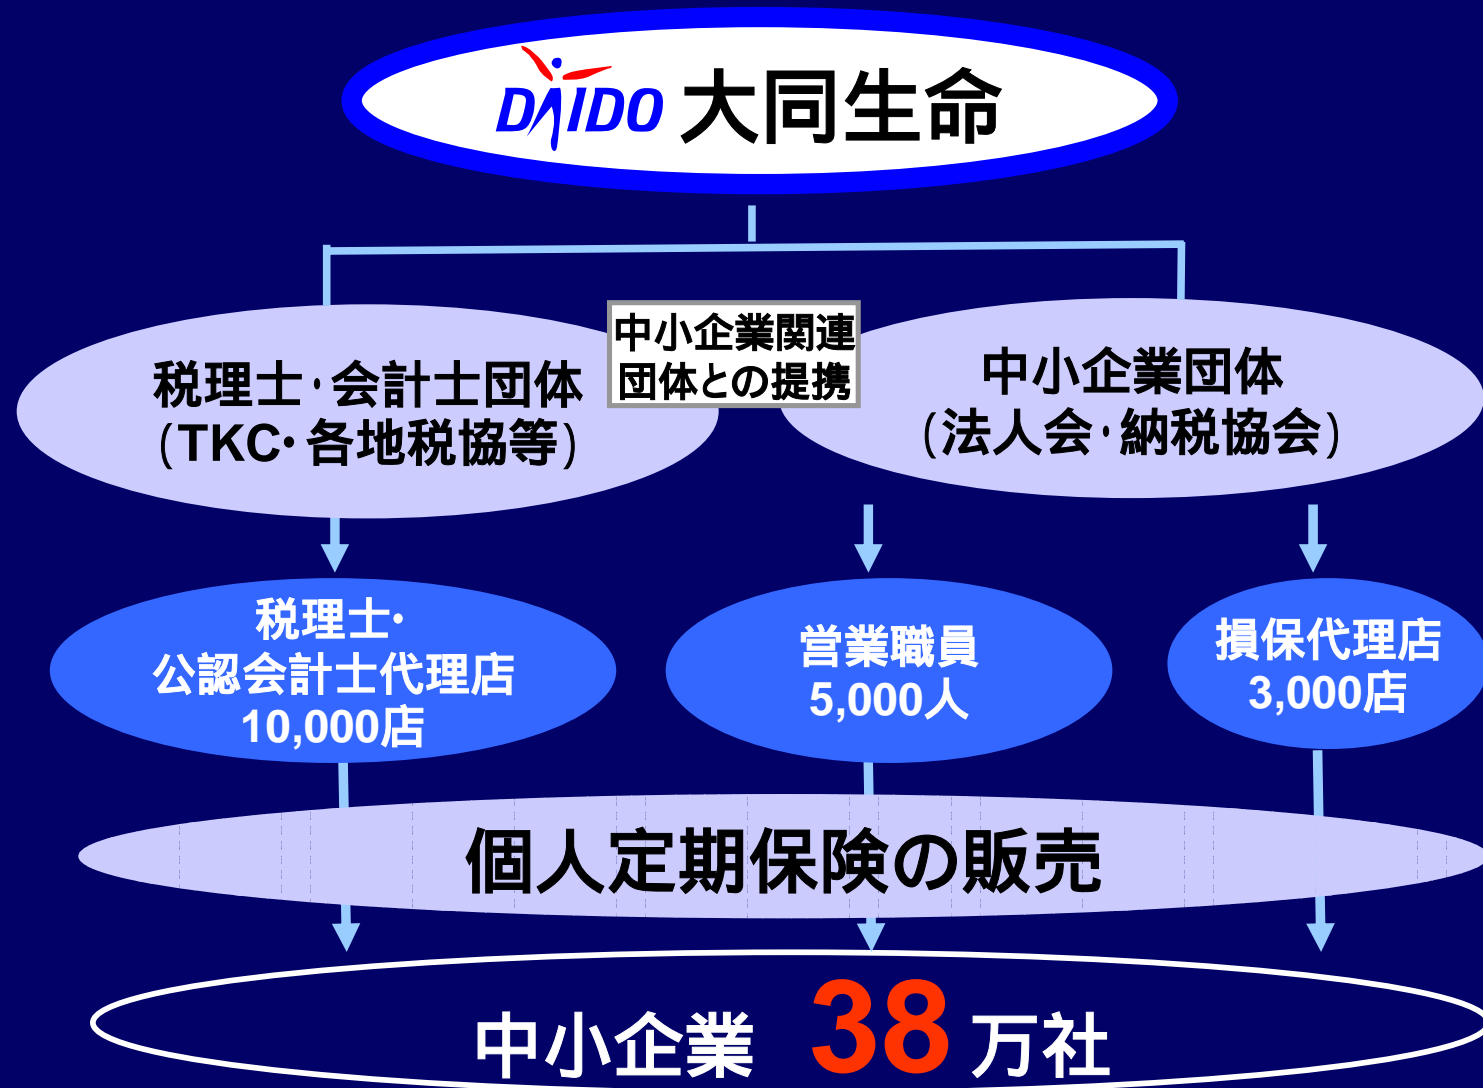 DAIDO 大同生命
中小企業関連
団体との提携
税理士・会計士団体
(TKC・各地税協等)
中小企業団体
(法人会・納税協会)
税理士・
公認会計士代理店
10,000店
営業職員
5,000人
損保代理店
3,000店
個人定期保険の販売
中小企業 38万社